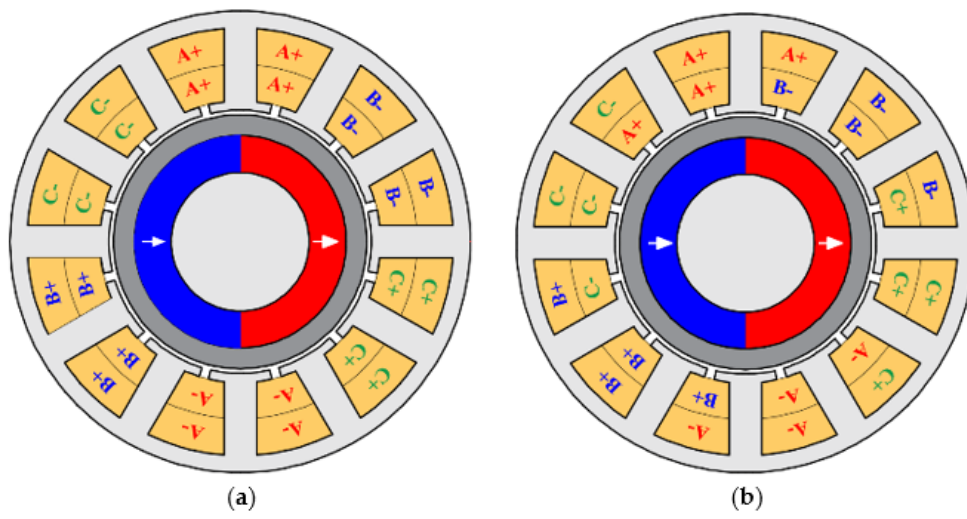 A+
A+
A+
A+
B-
B-
B-
B-
C+
C+
C+
C+
A-
A-
A-
A-
B+
B+
B+
B+
C-
C-
C-
C-
(a)
A+
A+
A+
B-
B-
B-
B-
C+
C+
C+
C+
A-
A-
A-
A-
B+
B+
B+
B+
C-
C-
C-
C-
A+
(b)